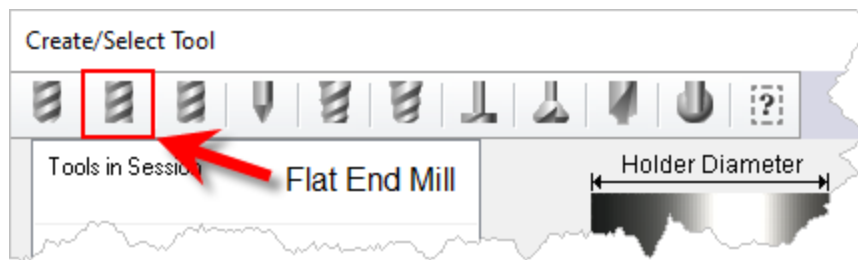 Create/Select Tool
?
Tools in Session
Flat End Mill
Holder Diameter